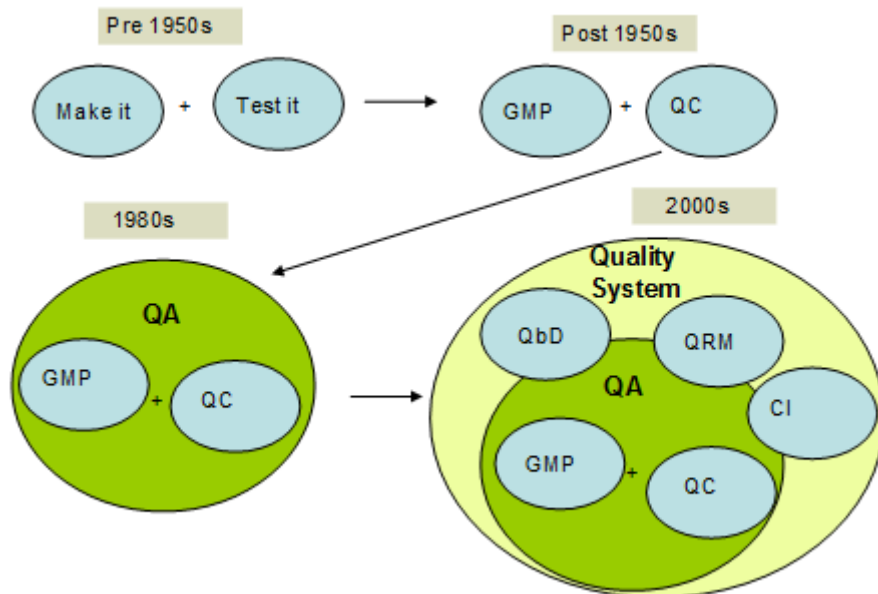 Pre 1950s
Post 1950s
Make it
+
Test it
GMP
+
QC
1980s
2000s
QA
GMP
+
QC
Quality
System
QbD
QRM
QA
CI
GMP
+
QC